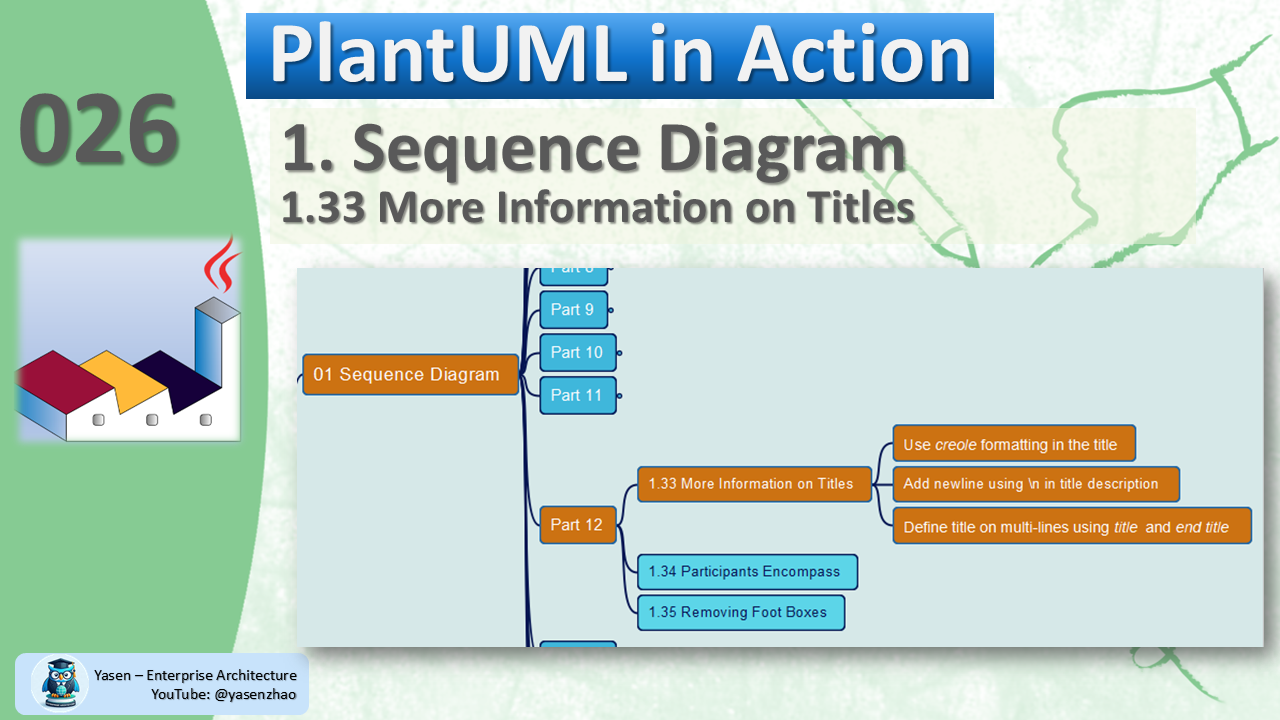 PlantUML in Action
026
1. Sequence Diagram
1.33 More Information on Titles
Part 8
Part 9
Part 10
01 Sequence Diagram
Part 11
Use creole formatting in the title
1.33 More Information on Titles
Add newline using \n in title description
Part 12
Define title on multi-lines using title and end title
1.34 Participants Encompass
1.35 Removing Foot Boxes
Yasen – Enterprise Architecture
YouTube: @yasenzhao